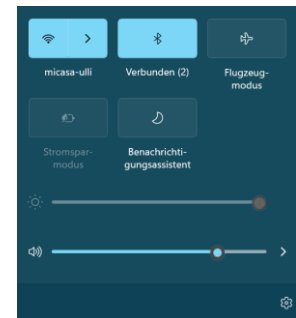 micasa-ulli
Verbunden (2)
Flugzeug-
modus
Stromspar-
modus
Benachrichti-
gungsassistent